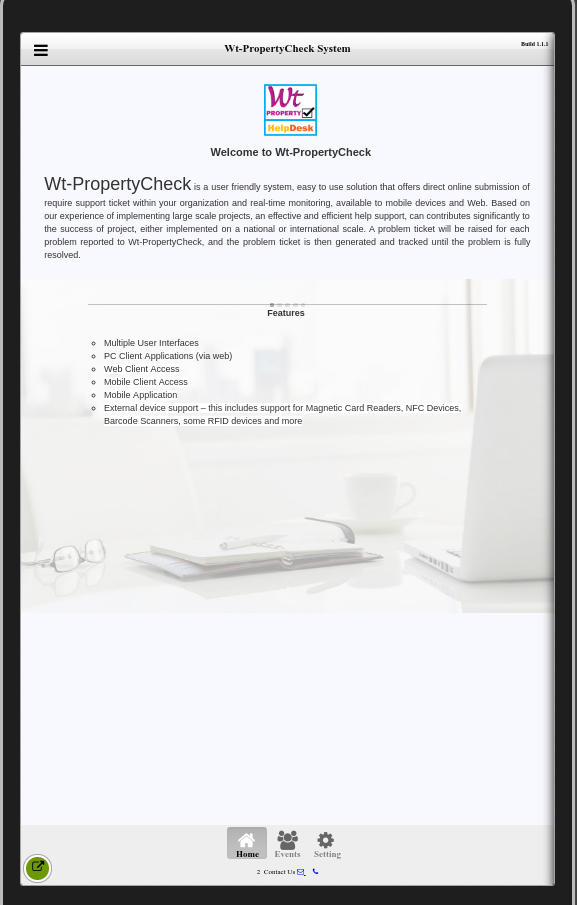 Wt-PropertyCheck System
Build 1.1.1
Wt
PROPERTY
HelpDesk
Welcome to Wt-PropertyCheck
Wt-PropertyCheck is a user friendly system, easy to use solution that offers direct online submission of
require support ticket within your organization and real-time monitoring, available to mobile devices and Web. Based on
our experience of implementing large scale projects, an effective and efficient help support, can contributes significantly to
the success of project, either implemented on a national or international scale. A problem ticket will be raised for each
problem reported to Wt-PropertyCheck, and the problem ticket is then generated and tracked until the problem is fully
resolved.
Features
Multiple User Interfaces
PC Client Applications (via web)
Web Client Access
Mobile Client Access
Mobile Application
External device support – this includes support for Magnetic Card Readers, NFC Devices,
Barcode Scanners, some RFID devices and more
Home Events Setting
2 Contact Us